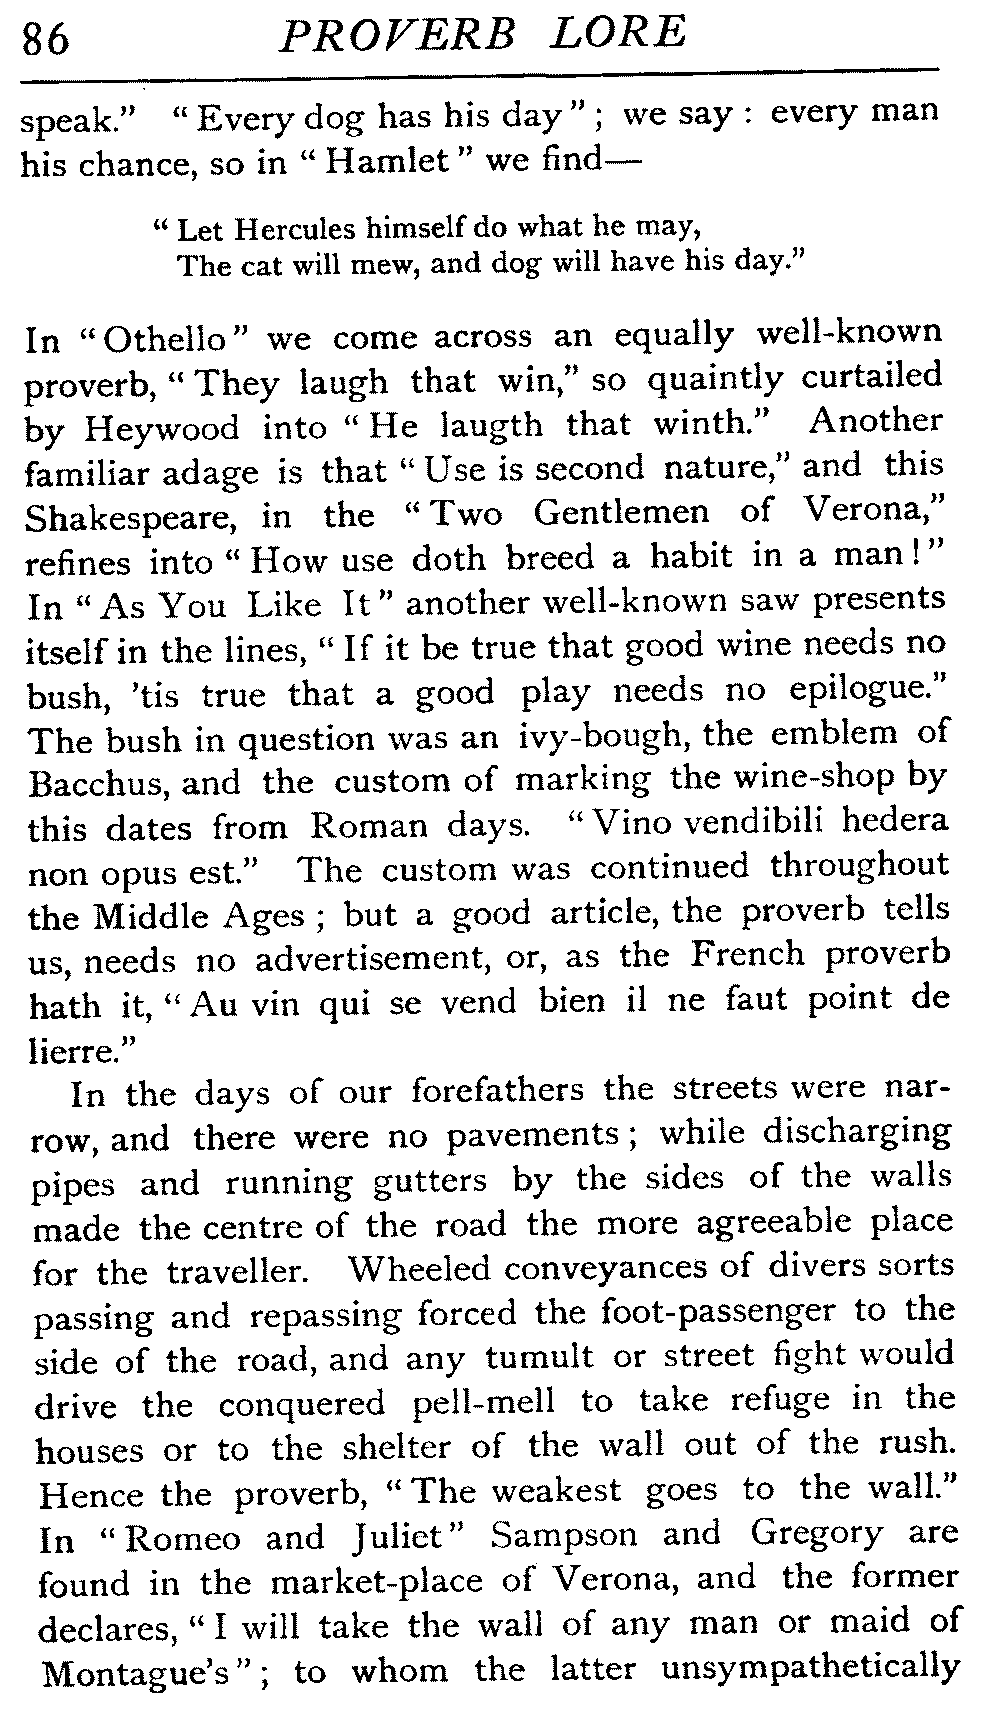 86 PROVERB LORE
speak." "Every dog has his day"; we say: every man
his chance, so in "Hamlet" we find—
"Let Hercules himself do what he may,
The cat will mew, and dog will have his day."
In "Othello" we come across an equally well-known
proverb, "They laugh that win," so quaintly curtailed
by Heywood into "He laugth that winth." Another
familiar adage is that "Use is second nature," and this
Shakespeare, in the "Two Gentlemen of Verona,"
refines into "How use doth breed a habit in a man!"
In "As You Like It" another well-known saw presents
itself in the lines, "If it be true that good wine needs no
bush, 'tis true that a good play needs no epilogue."
The bush in question was an ivy-bough, the emblem of
Bacchus, and the custom of marking the wine-shop by
this dates from Roman days. "Vino vendibili hedera
non opus est." The custom was continued throughout
the Middle Ages; but a good article, the proverb tells
us, needs no advertisement, or, as the French proverb
hath it, "Au vin qui se vend bien il ne faut point de
lierre."
In the days of our forefathers the streets were nar-
row, and there were no pavements; while discharging
pipes and running gutters by the sides of the walls
made the centre of the road the more agreeable place
for the traveller. Wheeled conveyances of divers sorts
passing and repassing forced the foot-passenger to the
side of the road, and any tumult or street fight would
drive the conquered pell-mell to take refuge in the
houses or to the shelter of the wall out of the rush.
Hence the proverb, "The weakest goes to the wall."
In "Romeo and Juliet" Sampson and Gregory are
found in the market-place of Verona, and the former
declares, "I will take the wall of any man or maid of
Montague's"; to whom the latter unsympathetically